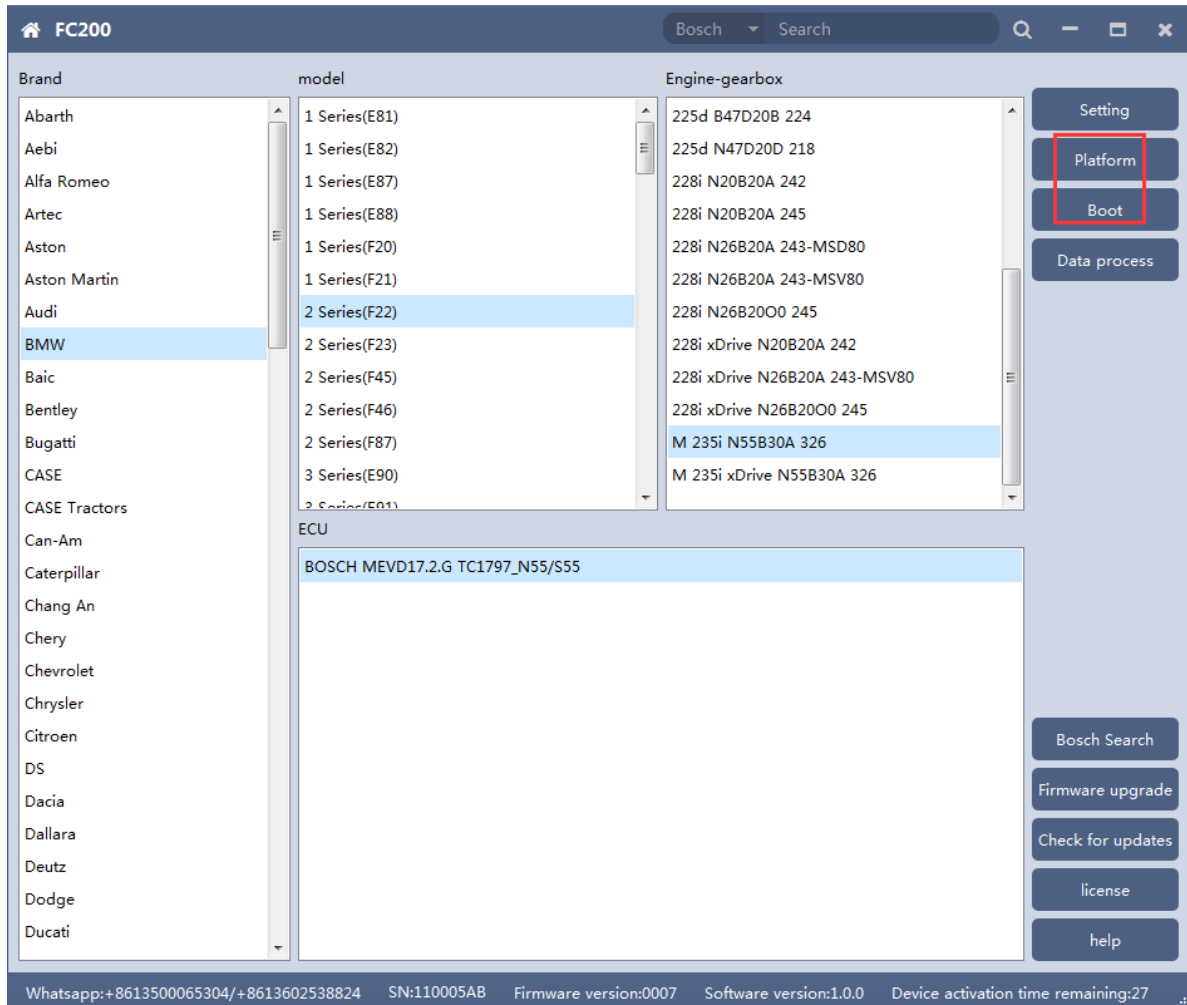 FC200
Bosch Search
Brand
model
Engine-gearbox
Abarth
Aebi
Alfa Romeo
Artec
Aston
Aston Martin
Audi
BMW
Baic
Bentley
Bugatti
CASE
CASE Tractors
Can-Am
Caterpillar
Chang An
Chery
Chevrolet
Chrysler
Citroen
DS
Dacia
Dallara
Deutz
Dodge
Ducati
1 Series(E81)
1 Series(E82)
1 Series(E87)
1 Series(E88)
1 Series(F20)
1 Series(F21)
2 Series(F22)
2 Series(F23)
2 Series(F45)
2 Series(F46)
2 Series(F87)
3 Series(E90)
3 Series(E91)
225d B47D20B 224
225d N47D20D 218
228i N20B20A 242
228i N20B20A 245
228i N26B20A 243-MSD80
228i N26B20A 243-MSV80
228i N26B20O0 245
228i xDrive N20B20A 242
228i xDrive N26B20A 243-MSV80
228i xDrive N26B20O0 245
M 235i N55B30A 326
M 235i xDrive N55B30A 326
ECU
BOSCH MEVD17.2.G TC1797_N55/S55
Setting
Platform
Boot
Data process
Bosch Search
Firmware upgrade
Check for updates
license
help
Whatsapp:+8613500065304/+8613602538824 SN:110005AB Firmware version:0007 Software version:1.0.0 Device activation time remaining:27